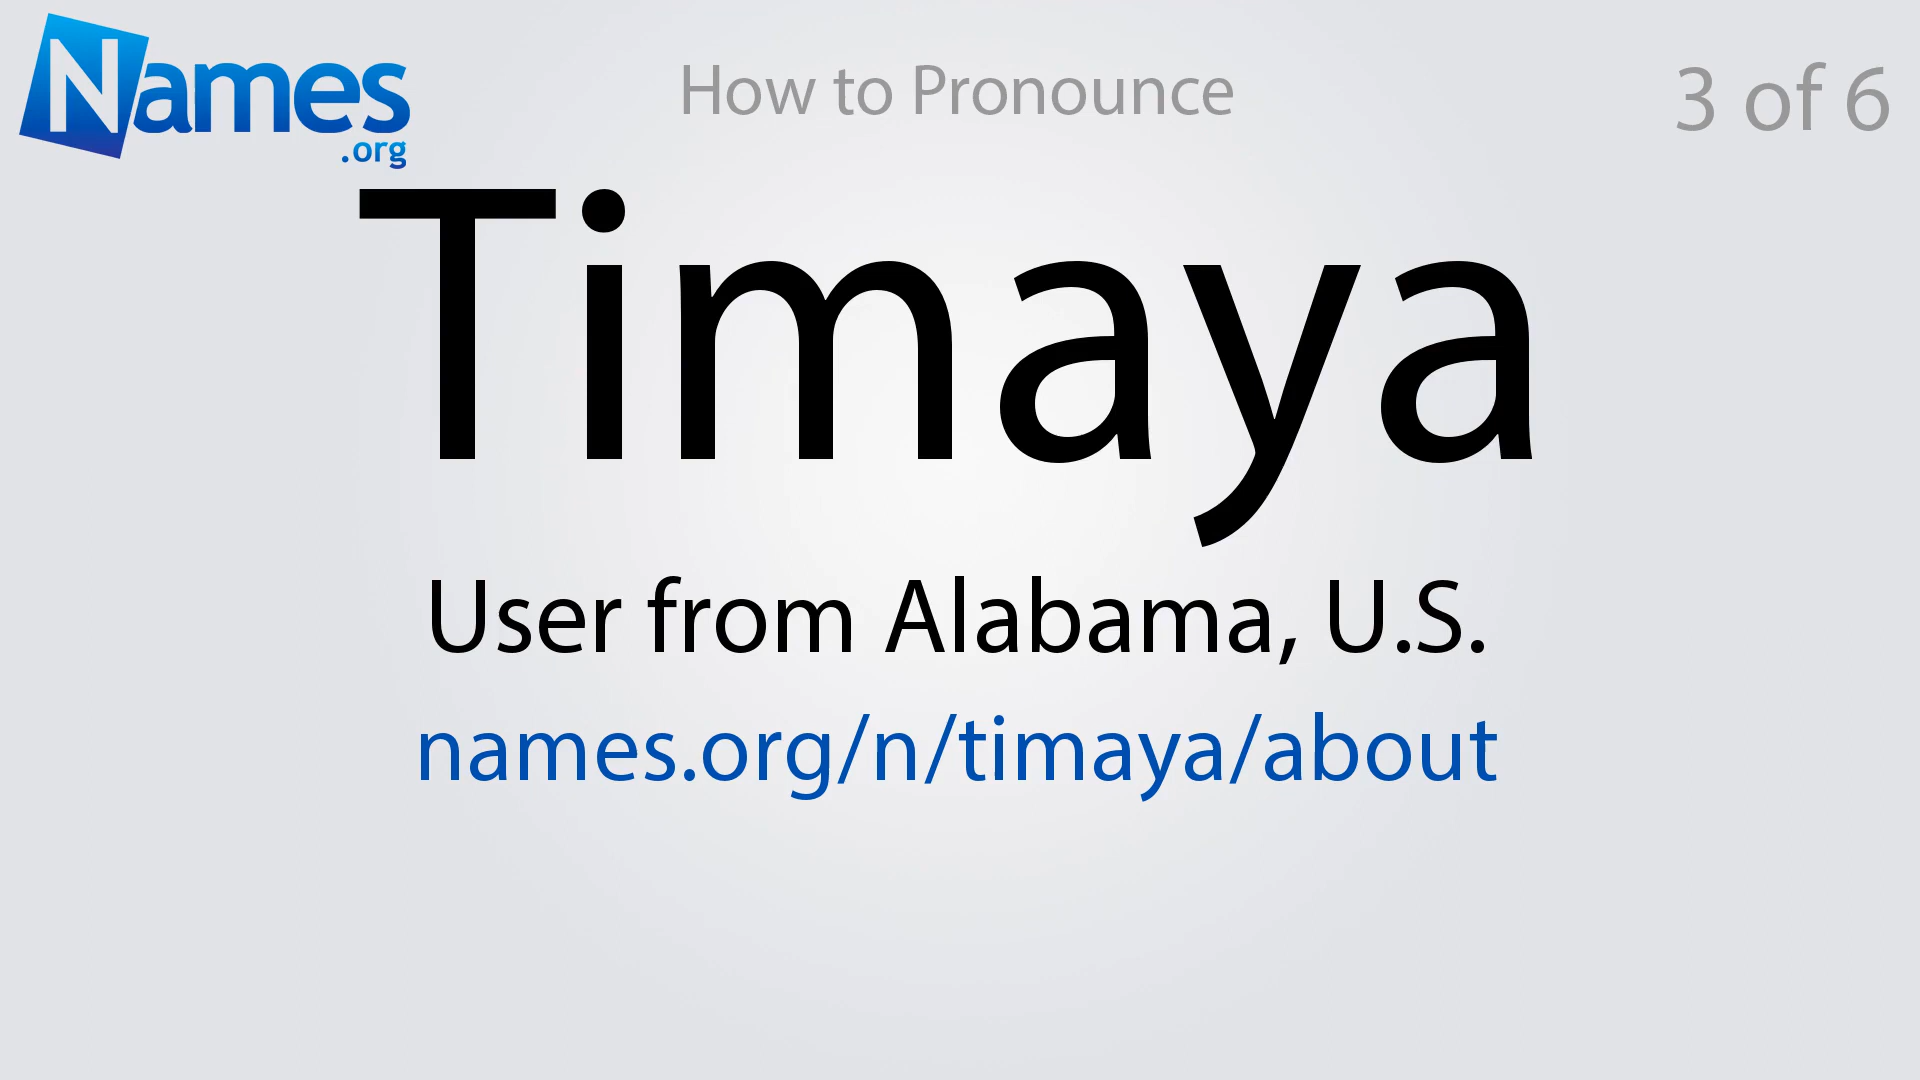 Names
.org
How to Pronounce
3 of 6
Timaya
User from Alabama, U.S.
names.org/n/timaya/about